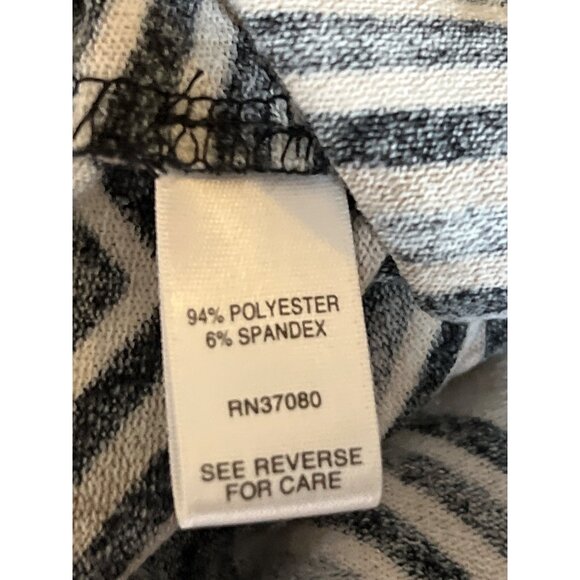 94% POLYESTER
6% SPANDEX
RN37080
SEE REVERSE
FOR CARE